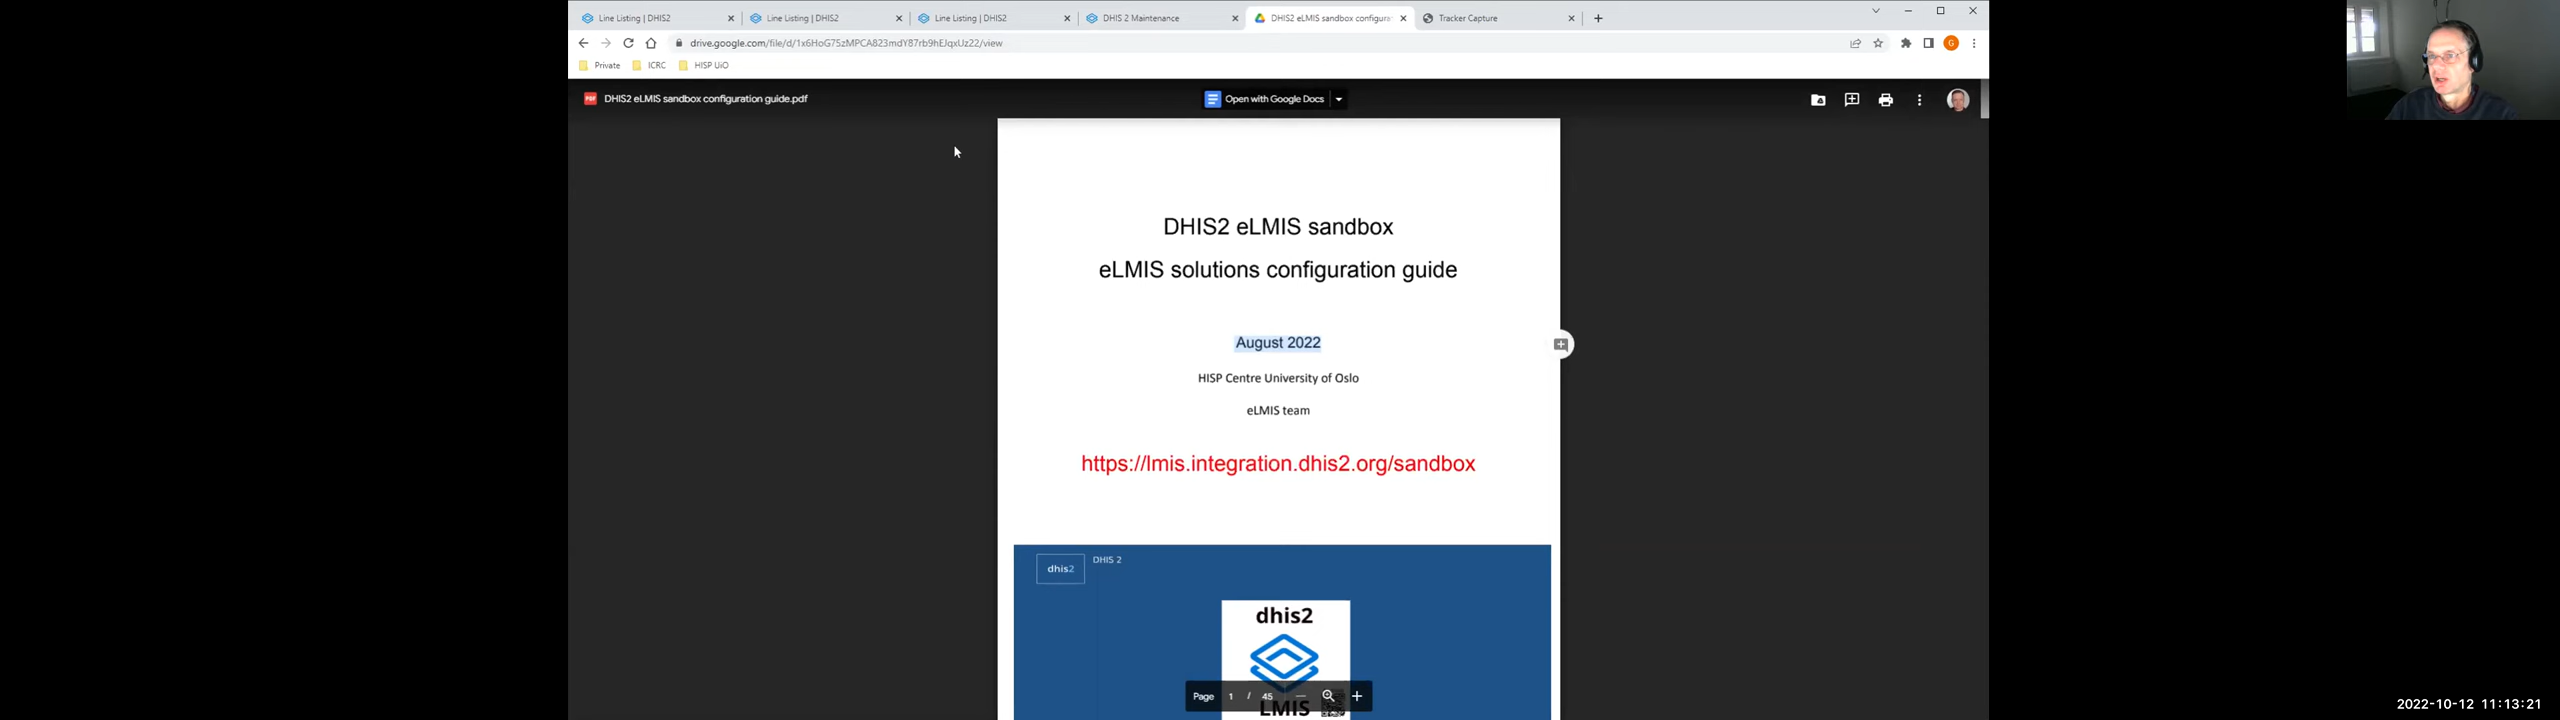 Line Listing | DHIS2
Line Listing | DHIS2
Line Listing | DHIS2
DHIS 2 Maintenance
DHIS2 eLMIS sandbox configura
Tracker Capture
drive.google.com/file/d/1x6HoG7SzMPCA823mdY87rb9hEJqxUz22/view
G
Private
ICRC
HISP UiO
PDF
DHIS2 eLMIS sandbox configuration guide.pdf
Open with Google Docs
DHIS2 eLMIS sandbox
eLMIS solutions configuration guide
August 2022
HISP Centre University of Oslo
eLMIS team
https://lmis.integration.dhis2.org/sandbox
dhis2
DHIS 2
dhis2
Page 1 / 45
LMIS
2022-10-12 11:13:21